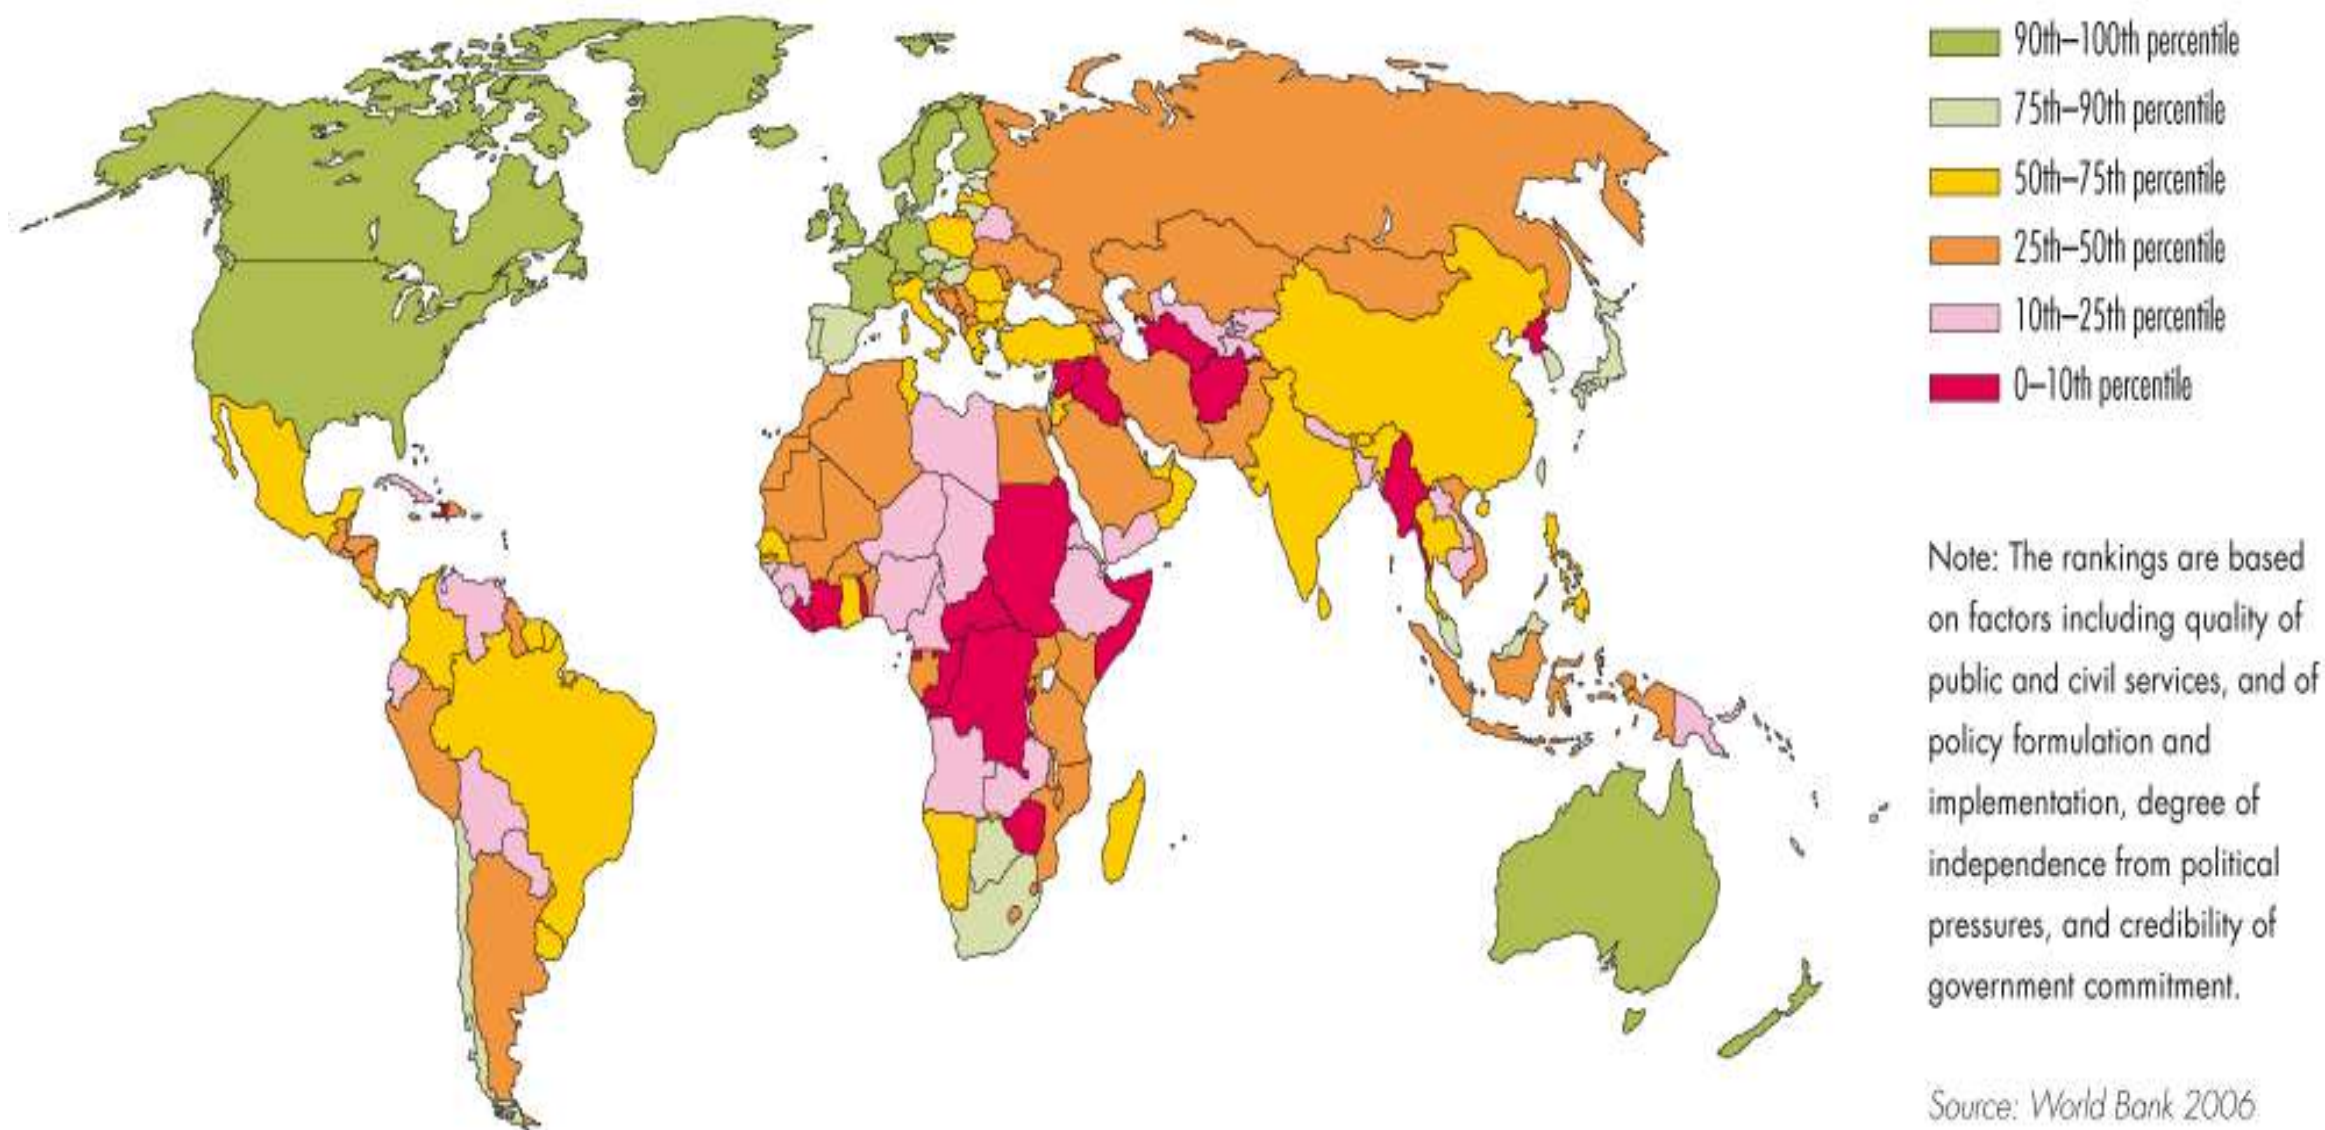 90th–100th percentile
75th–90th percentile
50th–75th percentile
25th–50th percentile
10th–25th percentile
0–10th percentile
Note: The rankings are based
on factors including quality of
public and civil services, and of
policy formulation and
implementation, degree of
independence from political
pressures, and credibility of
government commitment.
Source: World Bank 2006